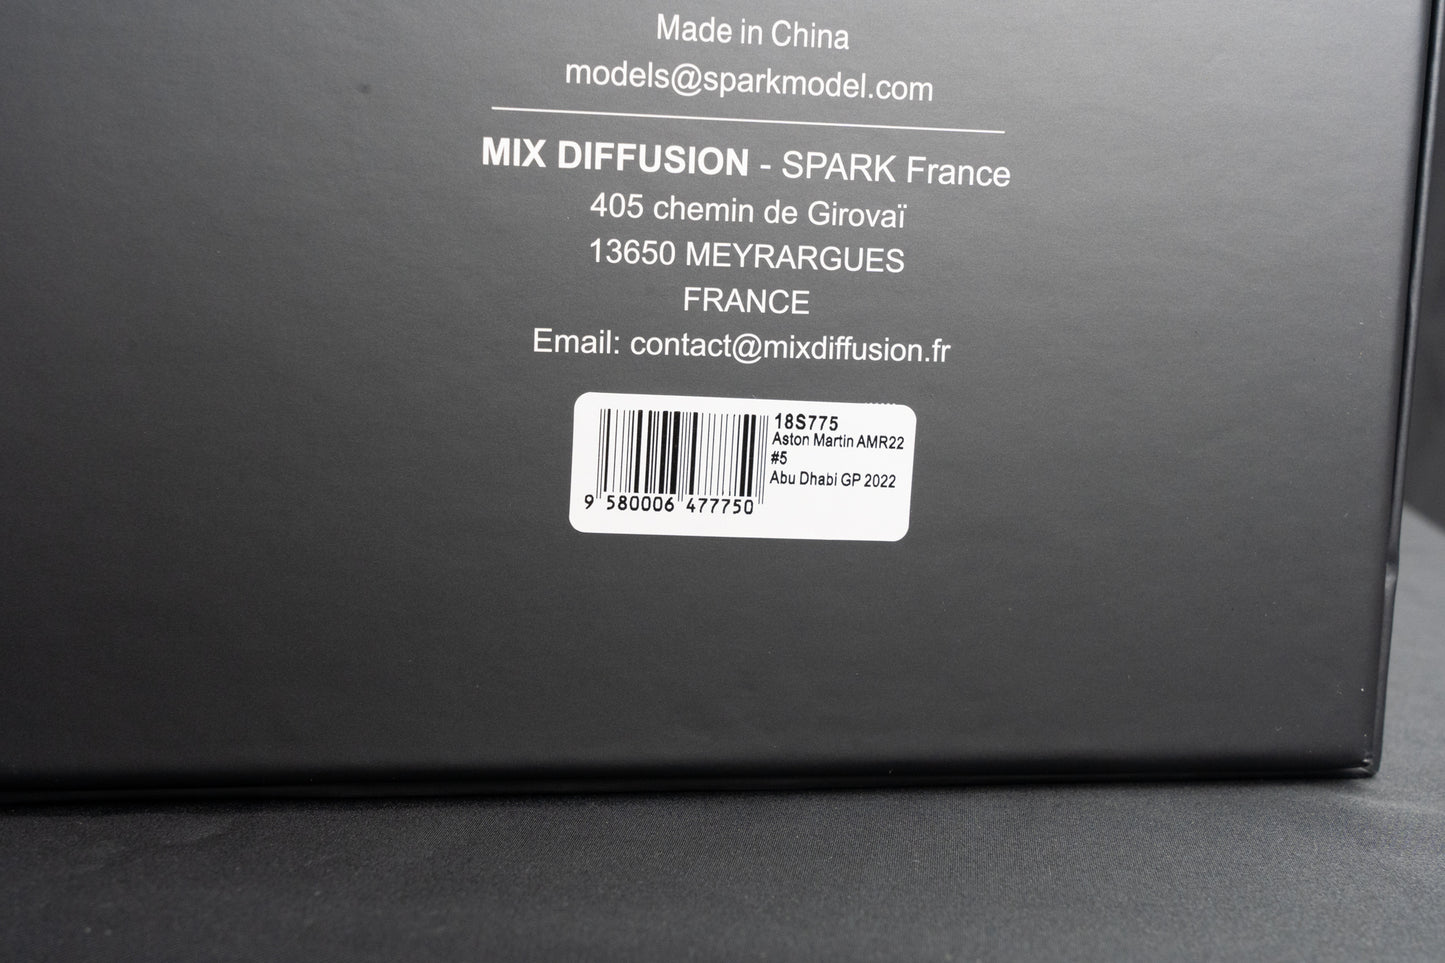 Made in China
models@sparkmodel.com
MIX DIFFUSION - SPARK France
405 chemin de Girovaï
13650 MEYRARGUES
FRANCE
Email: contact@mixdiffusion.fr
18S775
Aston Martin AMR22
#5
Abu Dhabi GP 2022
9 580006 477750